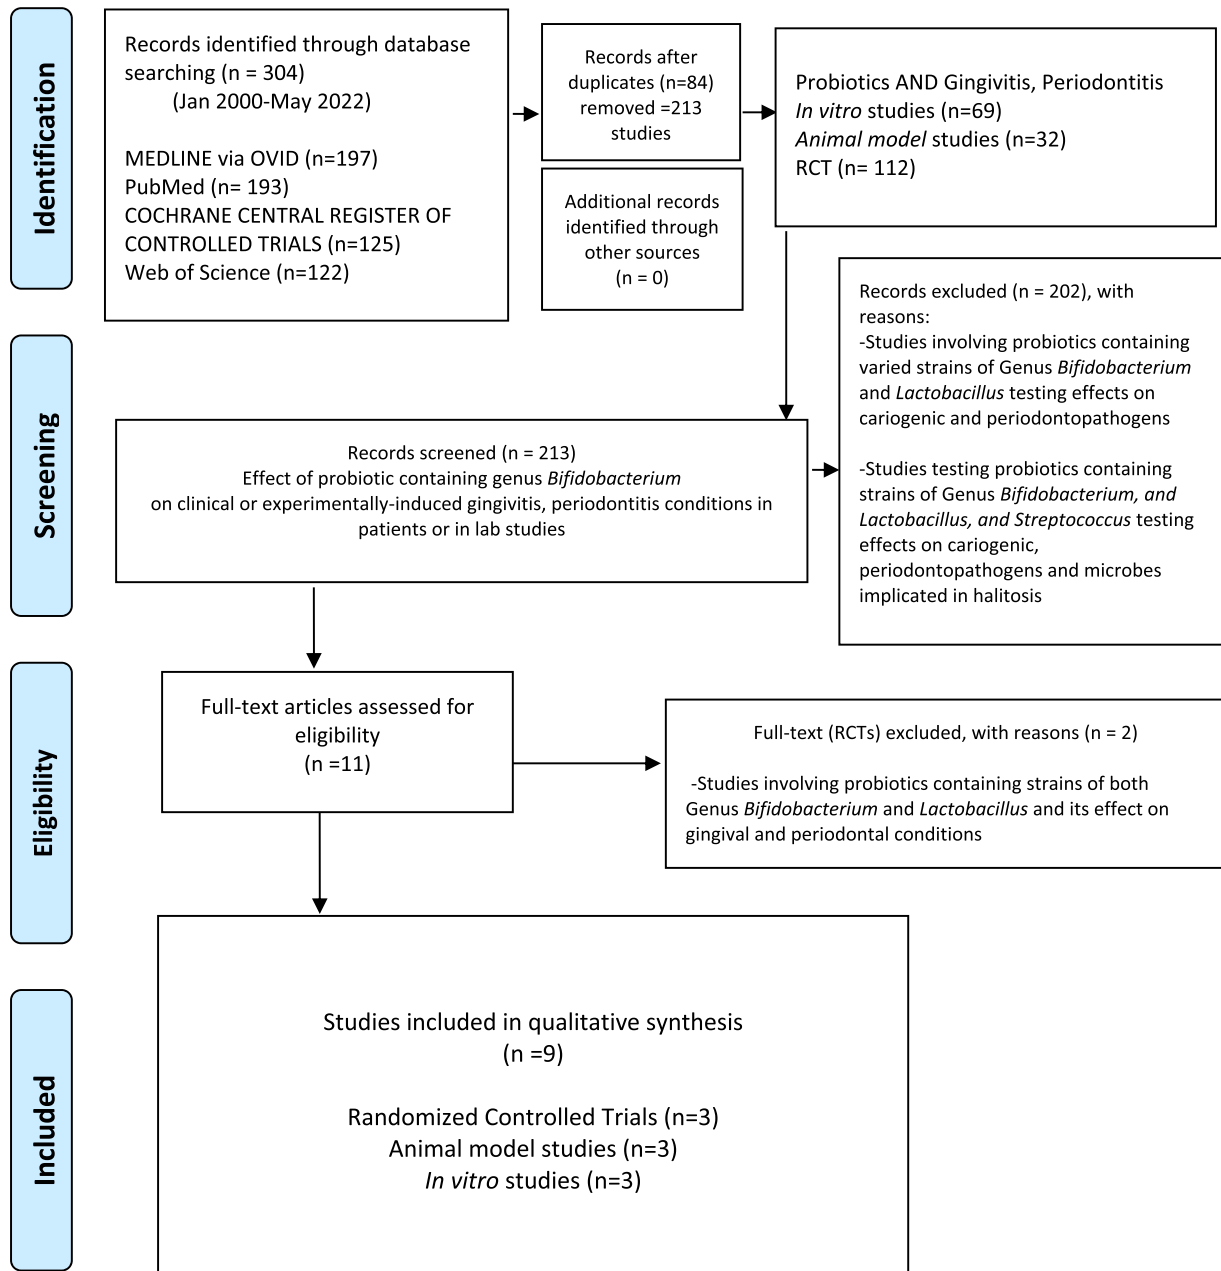 Identification
Records identified through database
searching (n = 304)
(Jan 2000-May 2022)
MEDLINE via OVID (n=197)
PubMed (n= 193)
COCHRANE CENTRAL REGISTER OF
CONTROLLED TRIALS (n=125)
Web of Science (n=122)
Records after
duplicates (n=84)
removed =213
studies
Additional records
identified through
other sources
(n = 0)
Probiotics AND Gingivitis, Periodontitis
In vitro studies (n=69)
Animal model studies (n=32)
RCT (n= 112)
Screening
Records screened (n = 213)
Effect of probiotic containing genus Bifidobacterium
on clinical or experimentally-induced gingivitis, periodontitis conditions in
patients or in lab studies
Records excluded (n = 202), with
reasons:
-Studies involving probiotics containing
varied strains of Genus Bifidobacterium
and Lactobacillus testing effects on
cariogenic and periodontopathogens
-Studies testing probiotics containing
strains of Genus Bifidobacterium, and
Lactobacillus, and Streptococcus testing
effects on cariogenic,
periodontopathogens and microbes
implicated in halitosis
Eligibility
Full-text articles assessed for
eligibility
(n =11)
Full-text (RCTs) excluded, with reasons (n = 2)
-Studies involving probiotics containing strains of both
Genus Bifidobacterium and Lactobacillus and its effect on
gingival and periodontal conditions
Included
Studies included in qualitative synthesis
(n =9)
Randomized Controlled Trials (n=3)
Animal model studies (n=3)
In vitro studies (n=3)